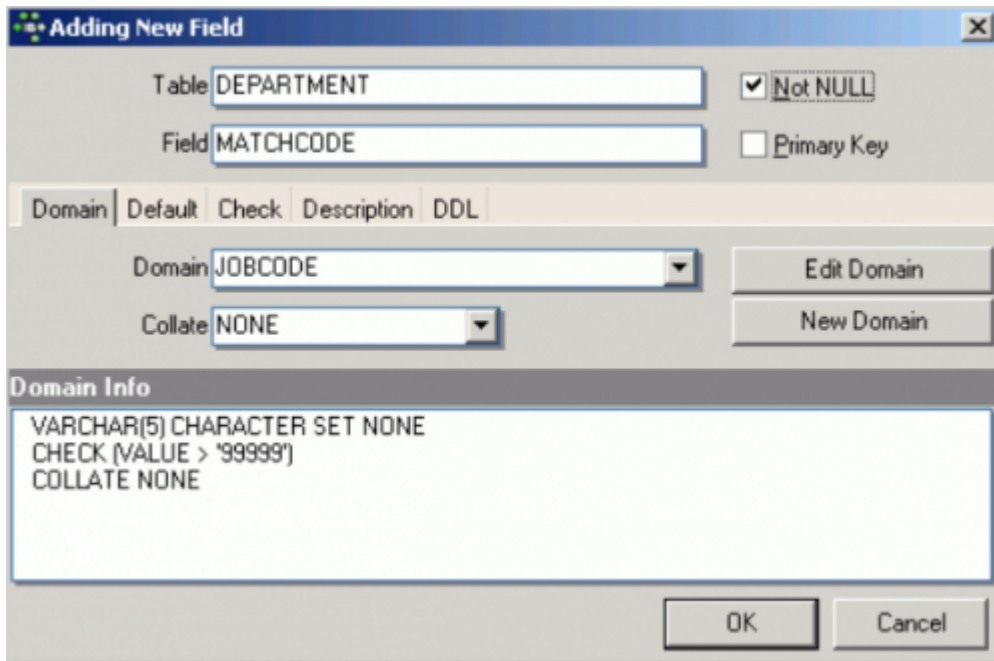 Adding New Field
Table DEPARTMENT
Not NULL
Field MATCHCODE
Primary Key
Domain Default Check Description DDL
Domain JOBCODE
Edit Domain
Collate NONE
New Domain
Domain Info
VARCHAR(5) CHARACTER SET NONE
CHECK (VALUE > '99999')
COLLATE NONE
OK Cancel